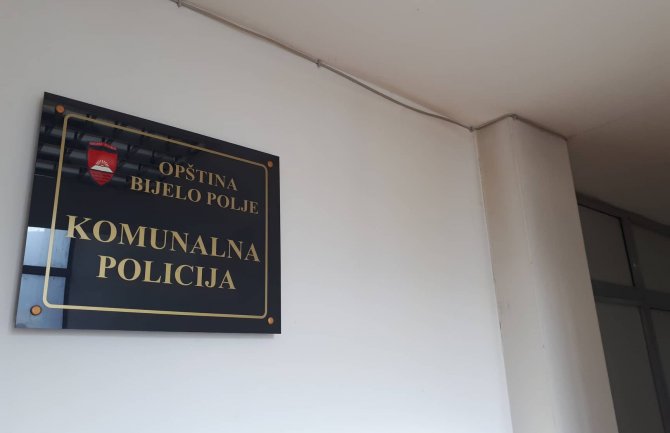 OPŠTINA
BIJELO POLJE
KOMUNALNA
POLICIJA